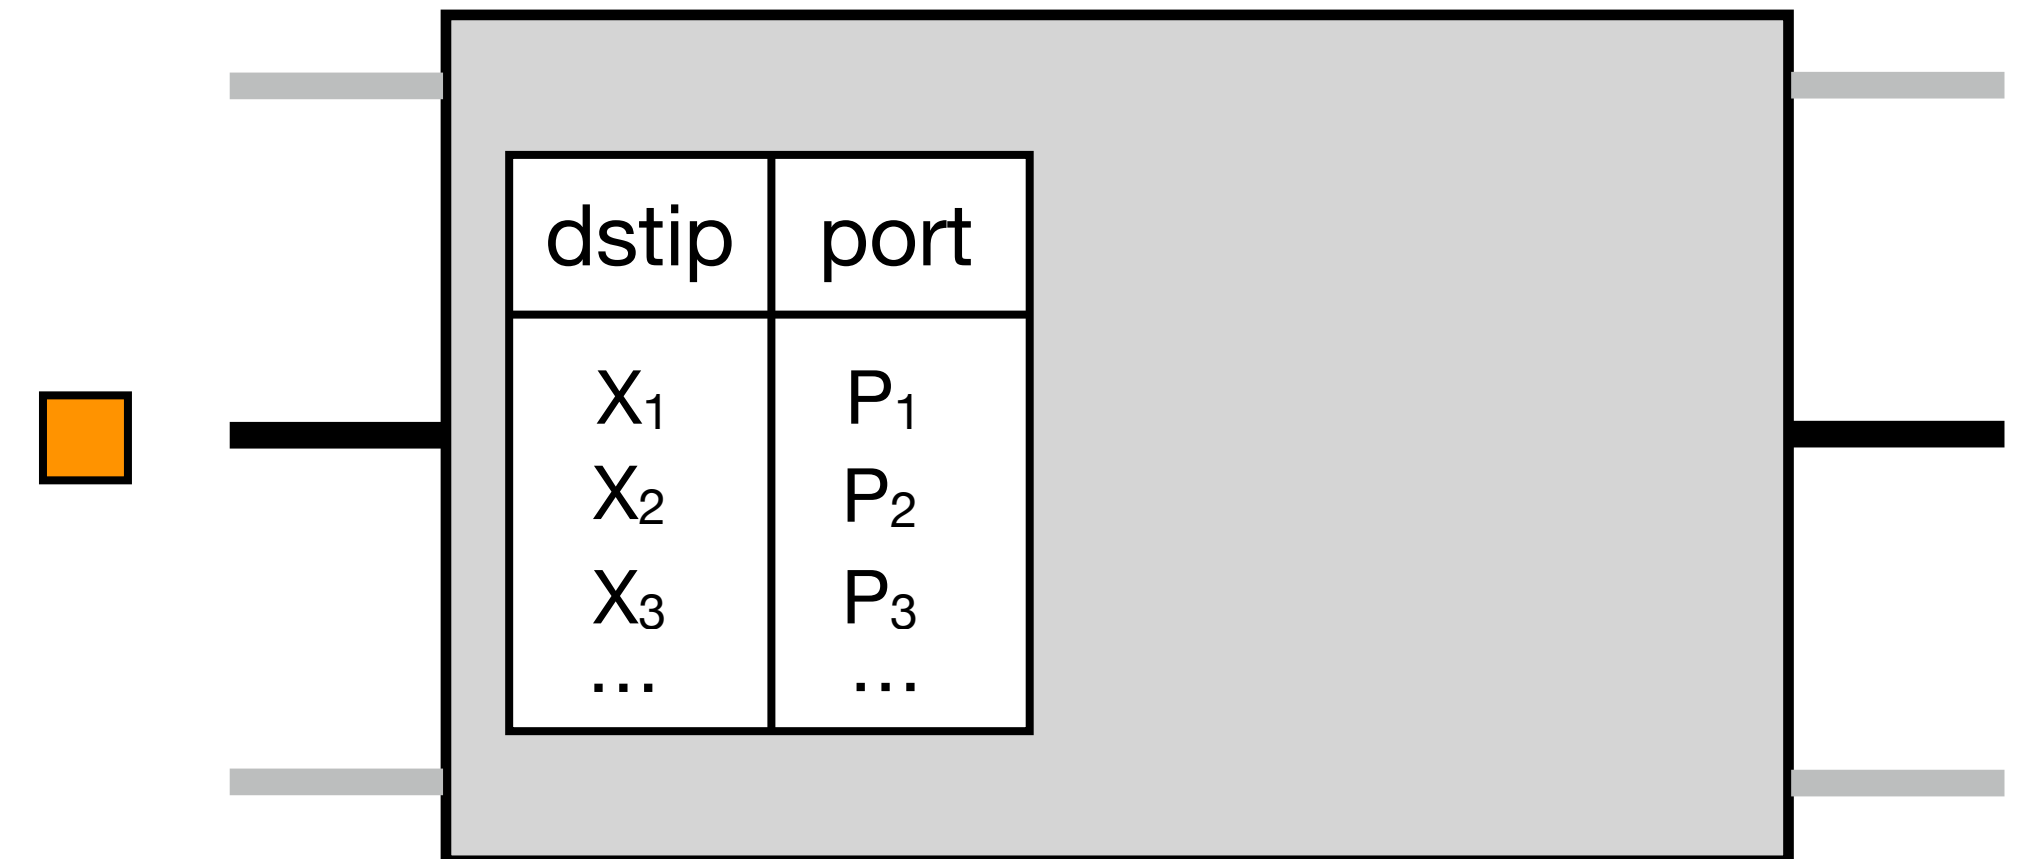 dstip port
X₁ P₁
X₂ P₂
X₃ P₃
... ...